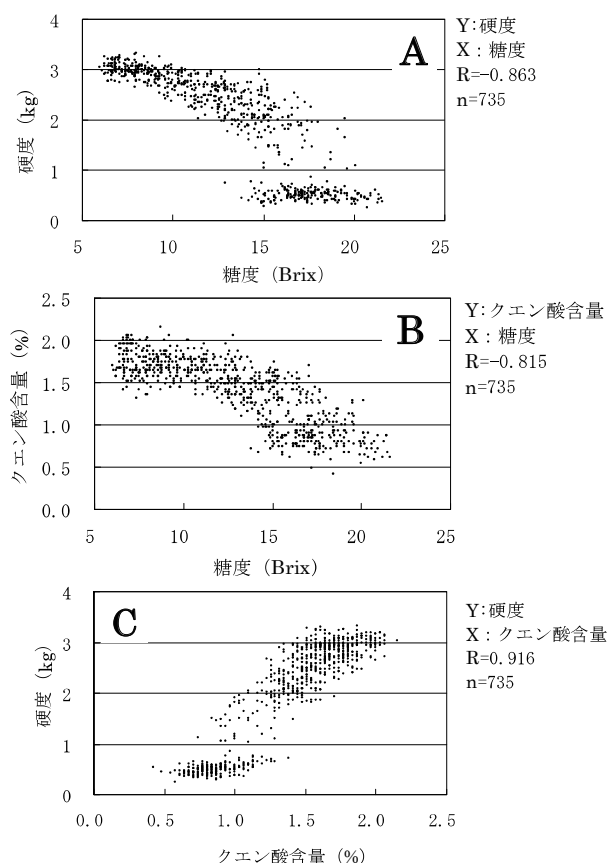 4
3
2
1
0
硬度 (kg)
A
5 10 15 20 25
糖度 (Brix)
Y:硬度
X：糖度
R=-0.863
n=735
2.5
2.0
1.5
1.0
0.5
0.0
クエン酸含量 (%)
B
5 10 15 20 25
糖度 (Brix)
Y:クエン酸含量
X：糖度
R=-0.815
n=735
4
3
2
1
0
硬度 (kg)
C
0.0 0.5 1.0 1.5 2.0 2.5
クエン酸含量 (%)
Y:硬度
X：クエン酸含量
R=0.916
n=735